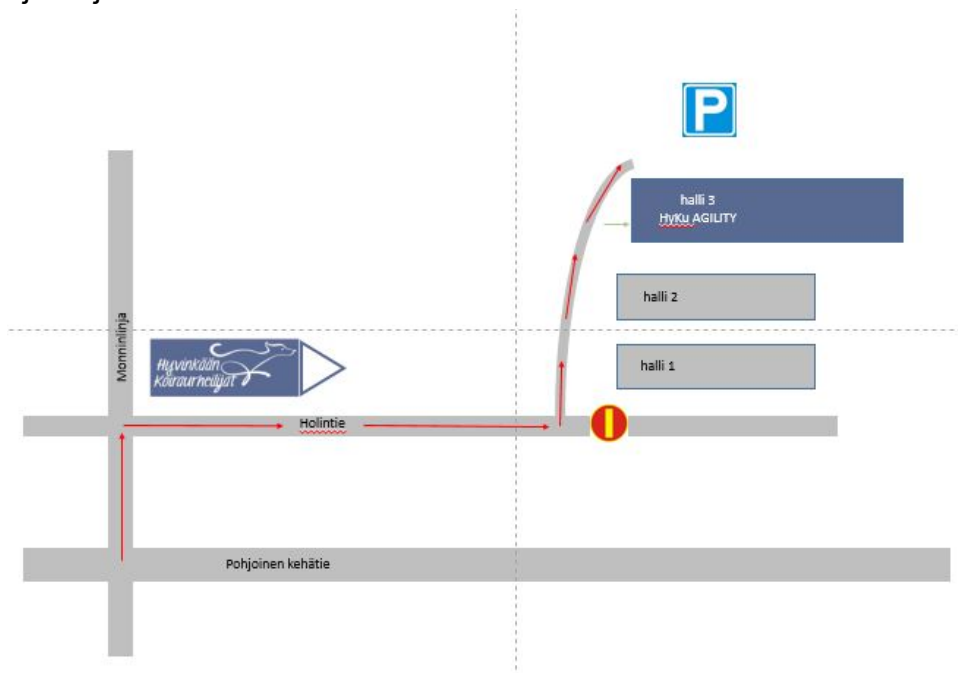 P
halli 3
HyKu AGILITY
halli 2
Monninlinja
Hyvinkään
Koiraurheilijat
halli 1
Holintie
Pohjoinen kehätie